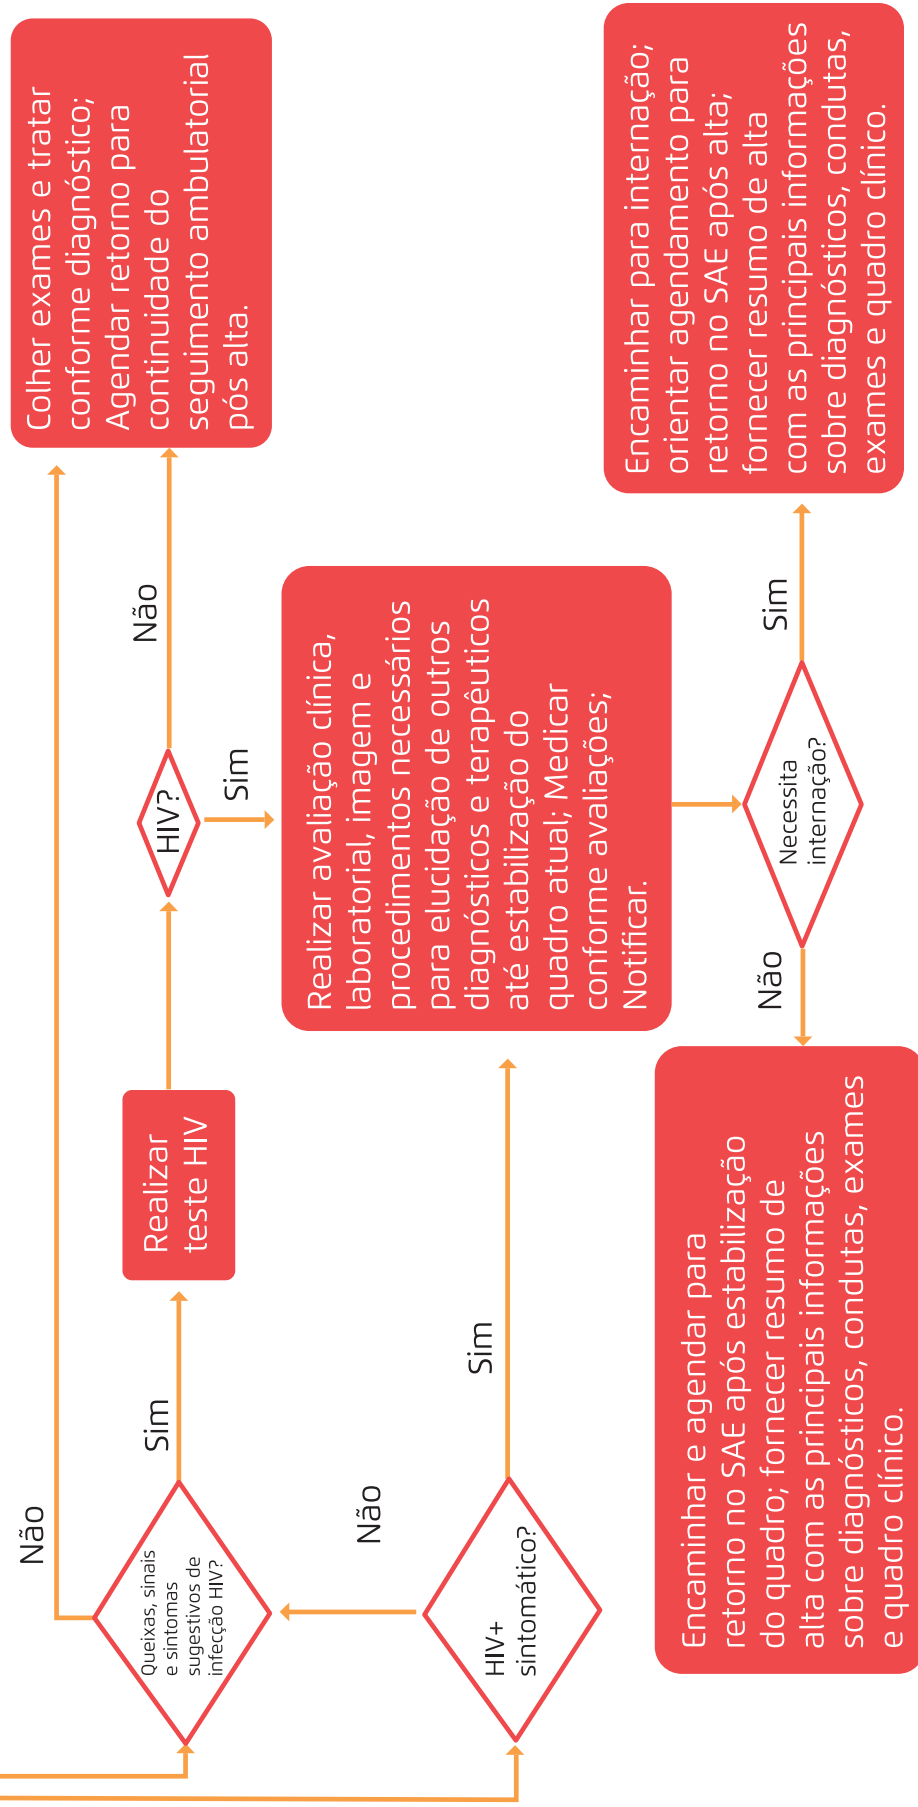 Não
Queixas, sinais
e sintomas
sugestivos de
infecção HIV?
Sim
Realizar
teste HIV
HIV?
Não
Sim
Colher exames e tratar
conforme diagnóstico;
Agendar retorno para
continuidade do
seguimento ambulatorial
pós alta.
Não
HIV+
sintomático?
Sim
Realizar avaliação clínica,
laboratorial, imagem e
procedimentos necessários
para elucidação de outros
diagnósticos e terapêuticos
até estabilização do
quadro atual; Medicar
conforme avaliações;
Notificar.
Necessita
internação?
Não
Sim
Encaminhar e agendar para
retorno no SAE após estabilização
do quadro; fornecer resumo de
alta com as principais informações
sobre diagnósticos, condutas, exames
e quadro clínico.
Encaminhar para internação;
orientar agendamento para
retorno no SAE após alta;
fornecer resumo de alta
com as principais informações
sobre diagnósticos, condutas,
exames e quadro clínico.